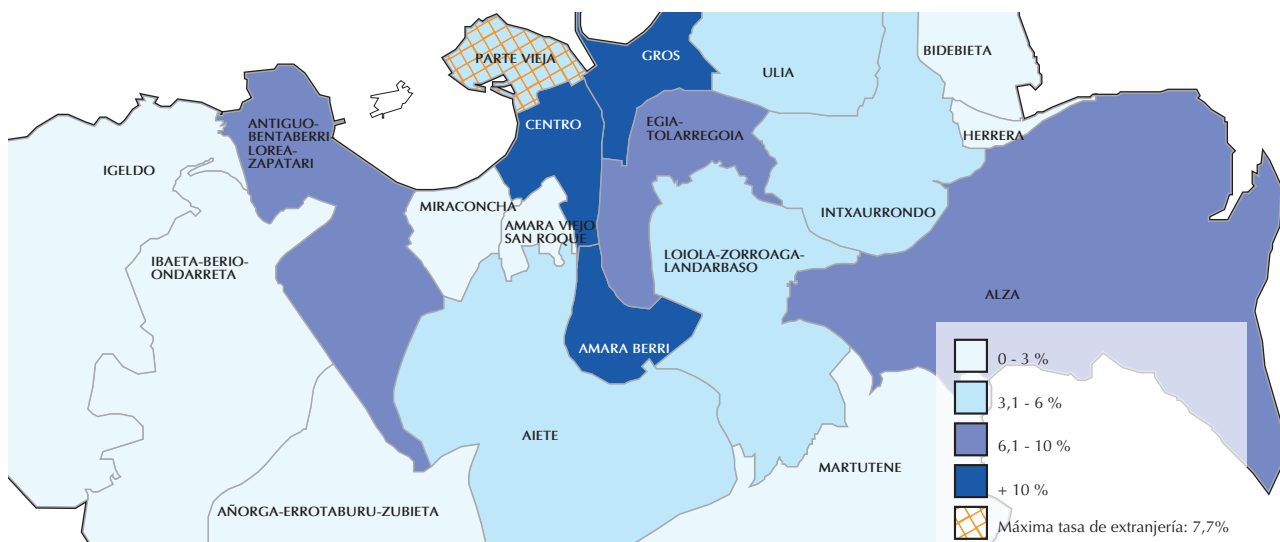 PARTE VIEJA
GROS
ULIA
BIDEBIETA
ANTIGUO-
BENTABERRI
LOREA-
ZAPATARI
CENTRO
EGIA-
TOLARREGOIA
HERRERA
IGELDO
MIRACONCHA
AMARA VIEJO
SAN ROQUE
INTXAURRONDO
IBAETA-BERIO-
ONDARRETA
LOIOLA-ZORROAGA-
LANDARBASO
ALZA
AMARA BERRI
AIETE
MARTUTENE
AÑORGA-ERROTABURU-ZUBIETA
0 - 3 %
3,1 - 6 %
6,1 - 10 %
+ 10 %
Máxima tasa de extranjería: 7,7%